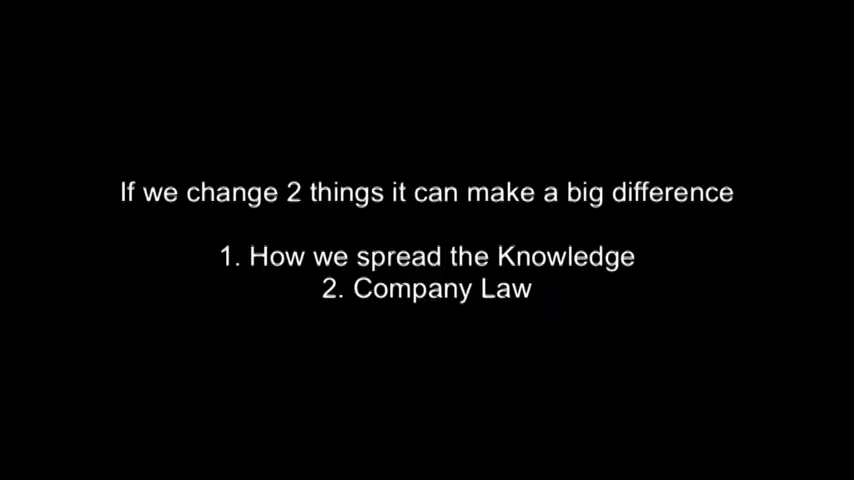 If we change 2 things it can make a big difference
1. How we spread the Knowledge
2. Company Law